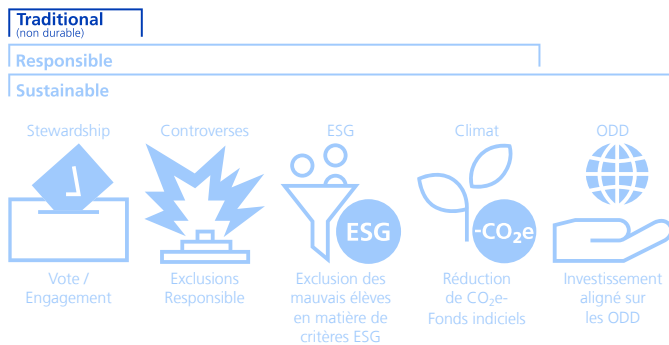 Traditional
(non durable)
Responsible
Sustainable
Stewardship
Controverses
ESG
Climat
ODD
ESG
-CO₂e
Vote /
Engagement
Exclusions
Responsible
Exclusion des
mauvais élèves
en matière de
critères ESG
Réduction
de CO₂e-
Fonds indiciels
Investissement
aligné sur
les ODD